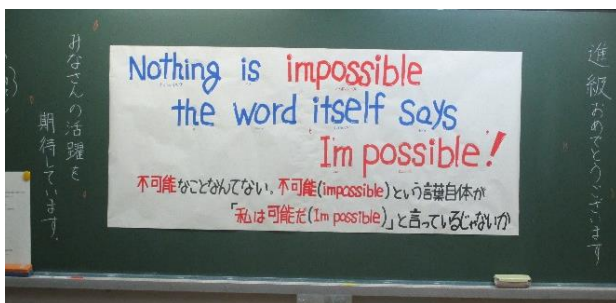 進級おめでとうございます
Nothing is impossible
the word itself says
Im possible!
不可能なことなんてない、不可能(impossible)という言葉自体が
「私は可能だ(Im possible)」と言っているじゃないか
みなさんの活躍を
期待しています